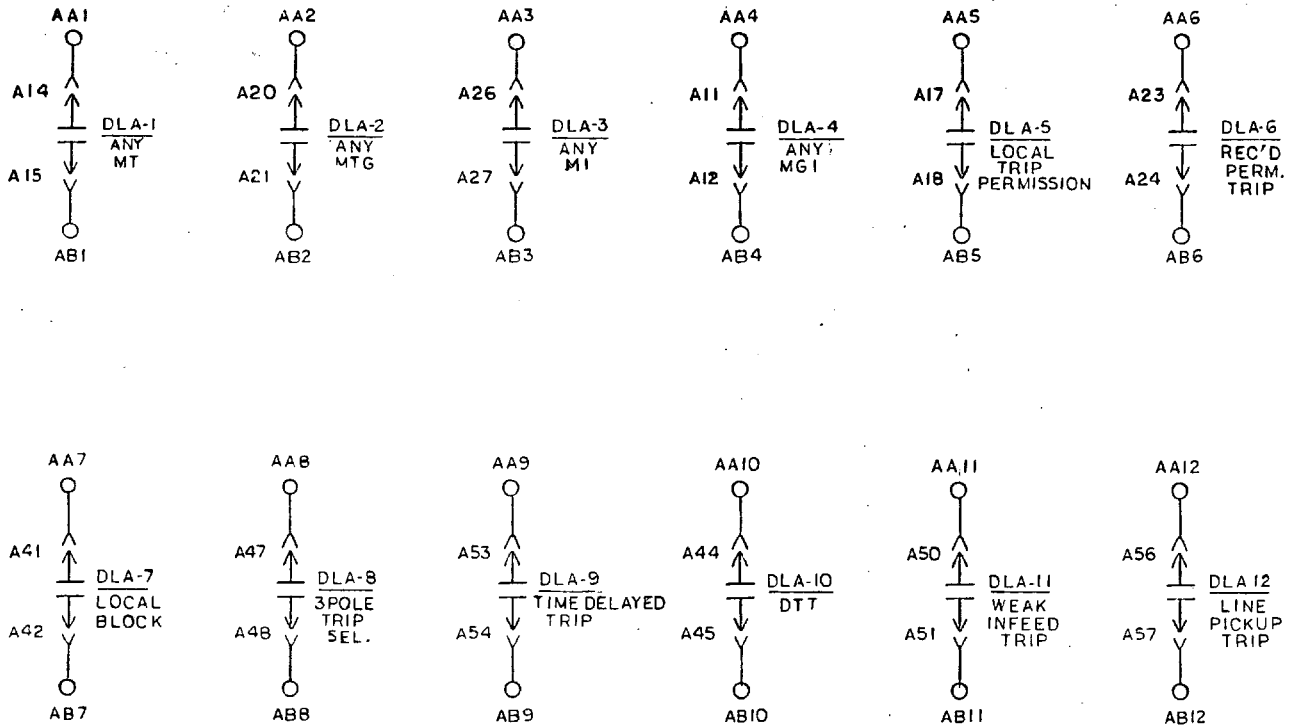 AA1
A14
DLA-1
ANY
MT
A15
AB1
AA2
A20
DLA-2
ANY
MTG
A21
AB2
AA3
A26
DLA-3
ANY
MI
A27
AB3
AA4
A11
DLA-4
ANY
MGI
A12
AB4
AA5
A17
DLA-5
LOCAL
TRIP
PERMISSION
A18
AB5
AA6
A23
DLA-6
REC'D
PERM.
TRIP
A24
AB6
AA7
A41
DLA-7
LOCAL
BLOCK
A42
AB7
AA8
A47
DLA-8
3POLE
TRIP
SEL.
A48
AB8
AA9
A53
DLA-9
TIME DELAYED
TRIP
A54
AB9
AA10
A44
DLA-10
DTT
A45
AB10
AA11
A50
DLA-11
WEAK
INFEED
TRIP
A51
AB11
AA12
A56
DLA 12
LINE
PICKUP
TRIP
A57
AB12